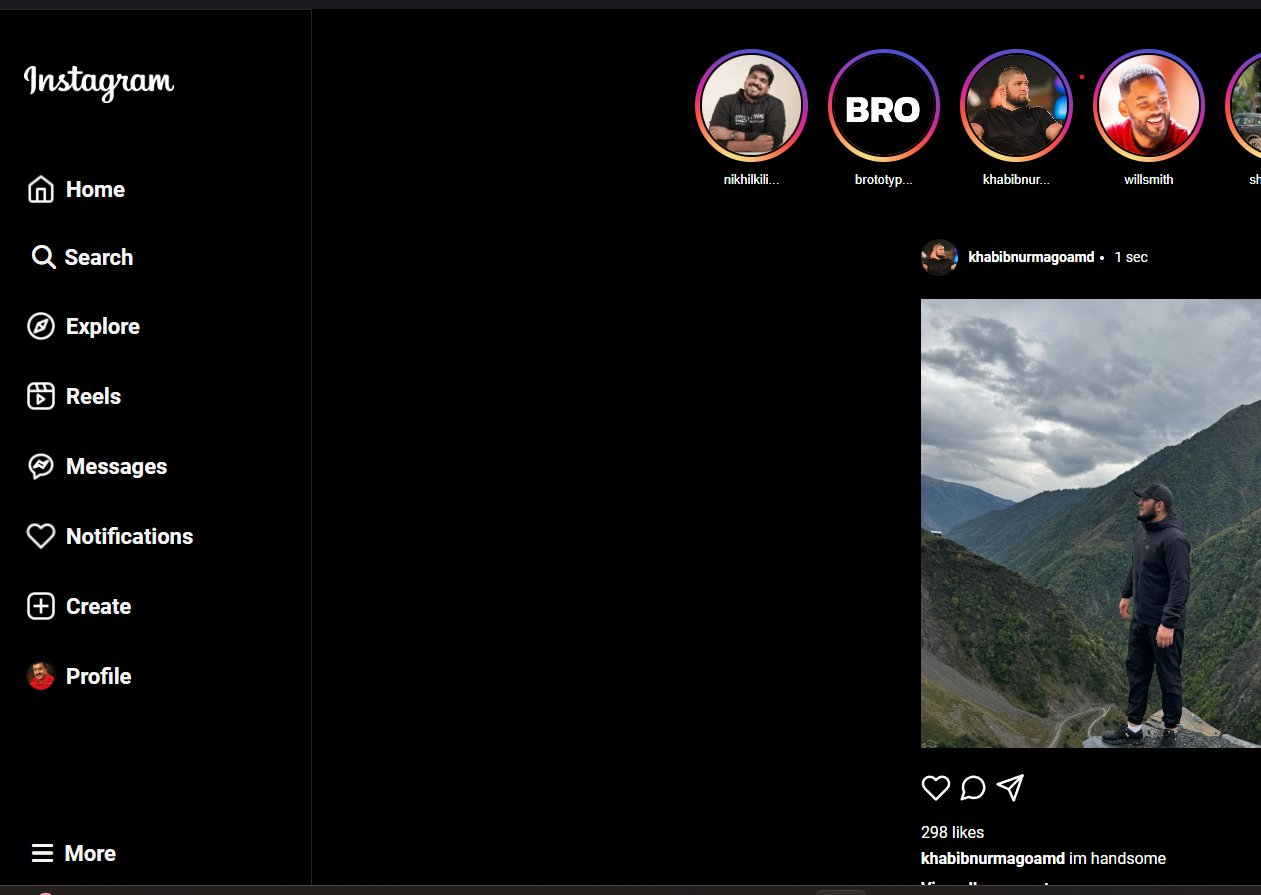 Instagram
Home
Search
Explore
Reels
Messages
Notifications
Create
Profile
More
BRO
nikhilkili...
brototyp...
khabibnur...
willsmith
sh
khabibnurmagoamd • 1 sec
298 likes
khabibnurmagoamd im handsome